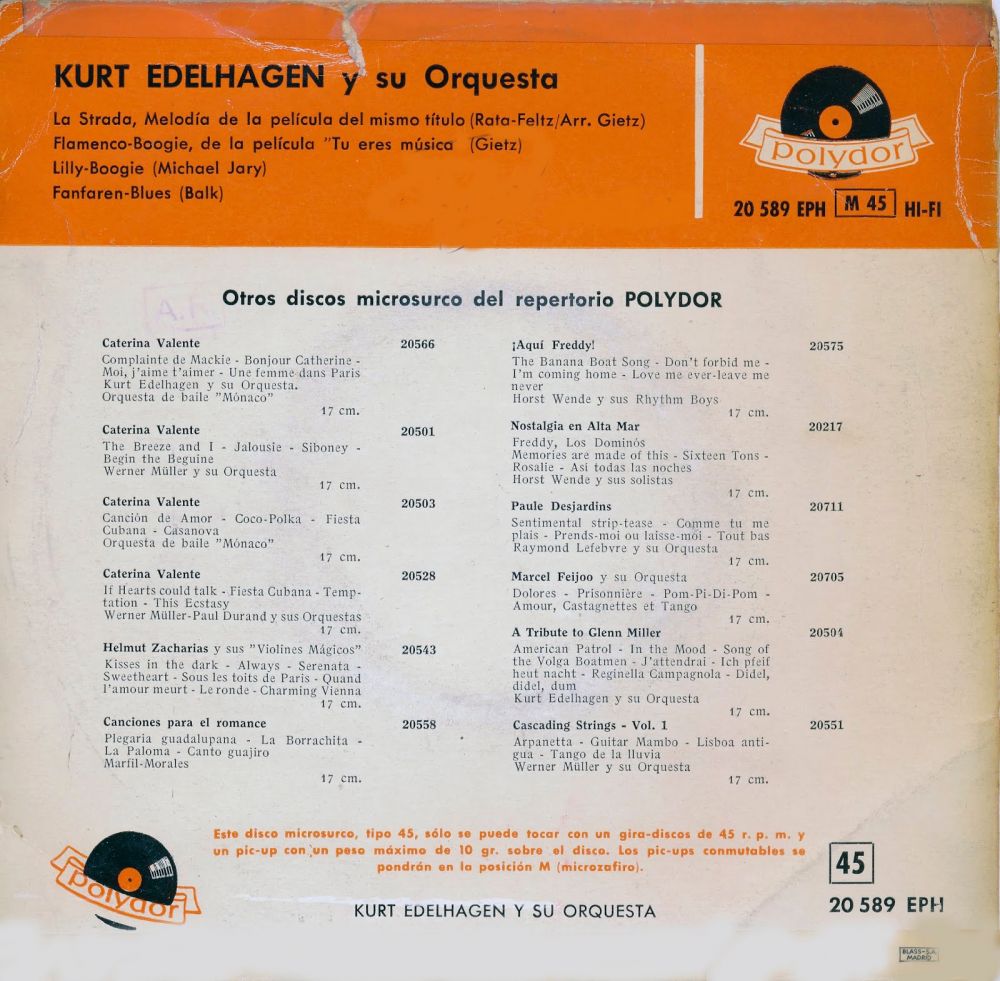 KURT EDELHAGEN y su Orquesta
La Strada, Melodía de la película del mismo título (Rata-Feltz/Arr. Gietz)
Flamenco-Boogie, de la película "Tu eres música (Gietz)
Lilly-Boogie (Michael Jary)
Fanfaren-Blues (Balk)
polydor
20 589 EPH M 45 HI-FI
Otros discos microsurco del repertorio POLYDOR
Caterina Valente 20566
Complainte de Mackie - Bonjour Catherine -
Moi, j'aime t'aimer - Une femme dans Paris
Kurt Edelhagen y su Orquesta.
Orquesta de baile "Mónaco"
17 cm.
Caterina Valente 20501
The Breeze and I - Jalousie - Siboney -
Begin the Beguine
Werner Müller y su Orquesta
17 cm.
Caterina Valente 20503
Canción de Amor - Coco-Polka - Fiesta
Cubana - Casanova
Orquesta de baile "Mónaco"
17 cm.
Caterina Valente 20528
If Hearts could talk - Fiesta Cubana - Temp-
tation - This Ecstasy
Werner Müller-Paul Durand y sus Orquestas
17 cm.
Helmut Zacharias y sus "Violines Mágicos" 20543
Kisses in the dark - Always - Serenata -
Sweetheart - Sous les toits de Paris - Quand
l'amour meurt - Le ronde - Charming Vienna
17 cm.
Canciones para el romance 20558
Plegaria guadalupana - La Borrachita -
La Paloma - Canto guajiro
Marfil-Morales
17 cm.
¡Aquí Freddy! 20575
The Banana Boat Song - Don't forbid me -
I'm coming home - Love me ever-leave me
never
Horst Wende y sus Rhythm Boys
17 cm.
Nostalgia en Alta Mar 20217
Freddy, Los Dominós
Memories are made of this - Sixteen Tons -
Rosalie - Asi todas las noches
Horst Wende y sus solistas
17 cm.
Paule Desjardins 20711
Sentimental strip-tease - Comme tu me
plais - Prends-moi ou laisse-moi - Tout bas
Raymond Lefebvre y su Orquesta
17 cm.
Marcel Feijoo y su Orquesta 20705
Dolores - Prisonnière - Pom-Pi-Di-Pom -
Amour, Castagnettes et Tango
17 cm.
A Tribute to Glenn Miller 20504
American Patrol - In the Mood - Song of
the Volga Boatmen - J'attendrai - Ich pfeif
heut nacht - Reginella Campagnola - Didel,
didel, dum
Kurt Edelhagen y su Orquesta
17 cm.
Cascading Strings - Vol. 1 20551
Arpanetta - Guitar Mambo - Lisboa anti-
gua - Tango de la lluvia
Werner Müller y su Orquesta
17 cm.
polydor
Este disco microsurco, tipo 45, sólo se puede tocar con un gira-discos de 45 r. p. m. y
un pic-up con un peso máximo de 10 gr. sobre el disco. Los pic-ups conmutables se
pondrán en la posición M (microzafiro).
KURT EDELHAGEN Y SU ORQUESTA
45
20 589 EPH
BLASS-S.A.
MADRID